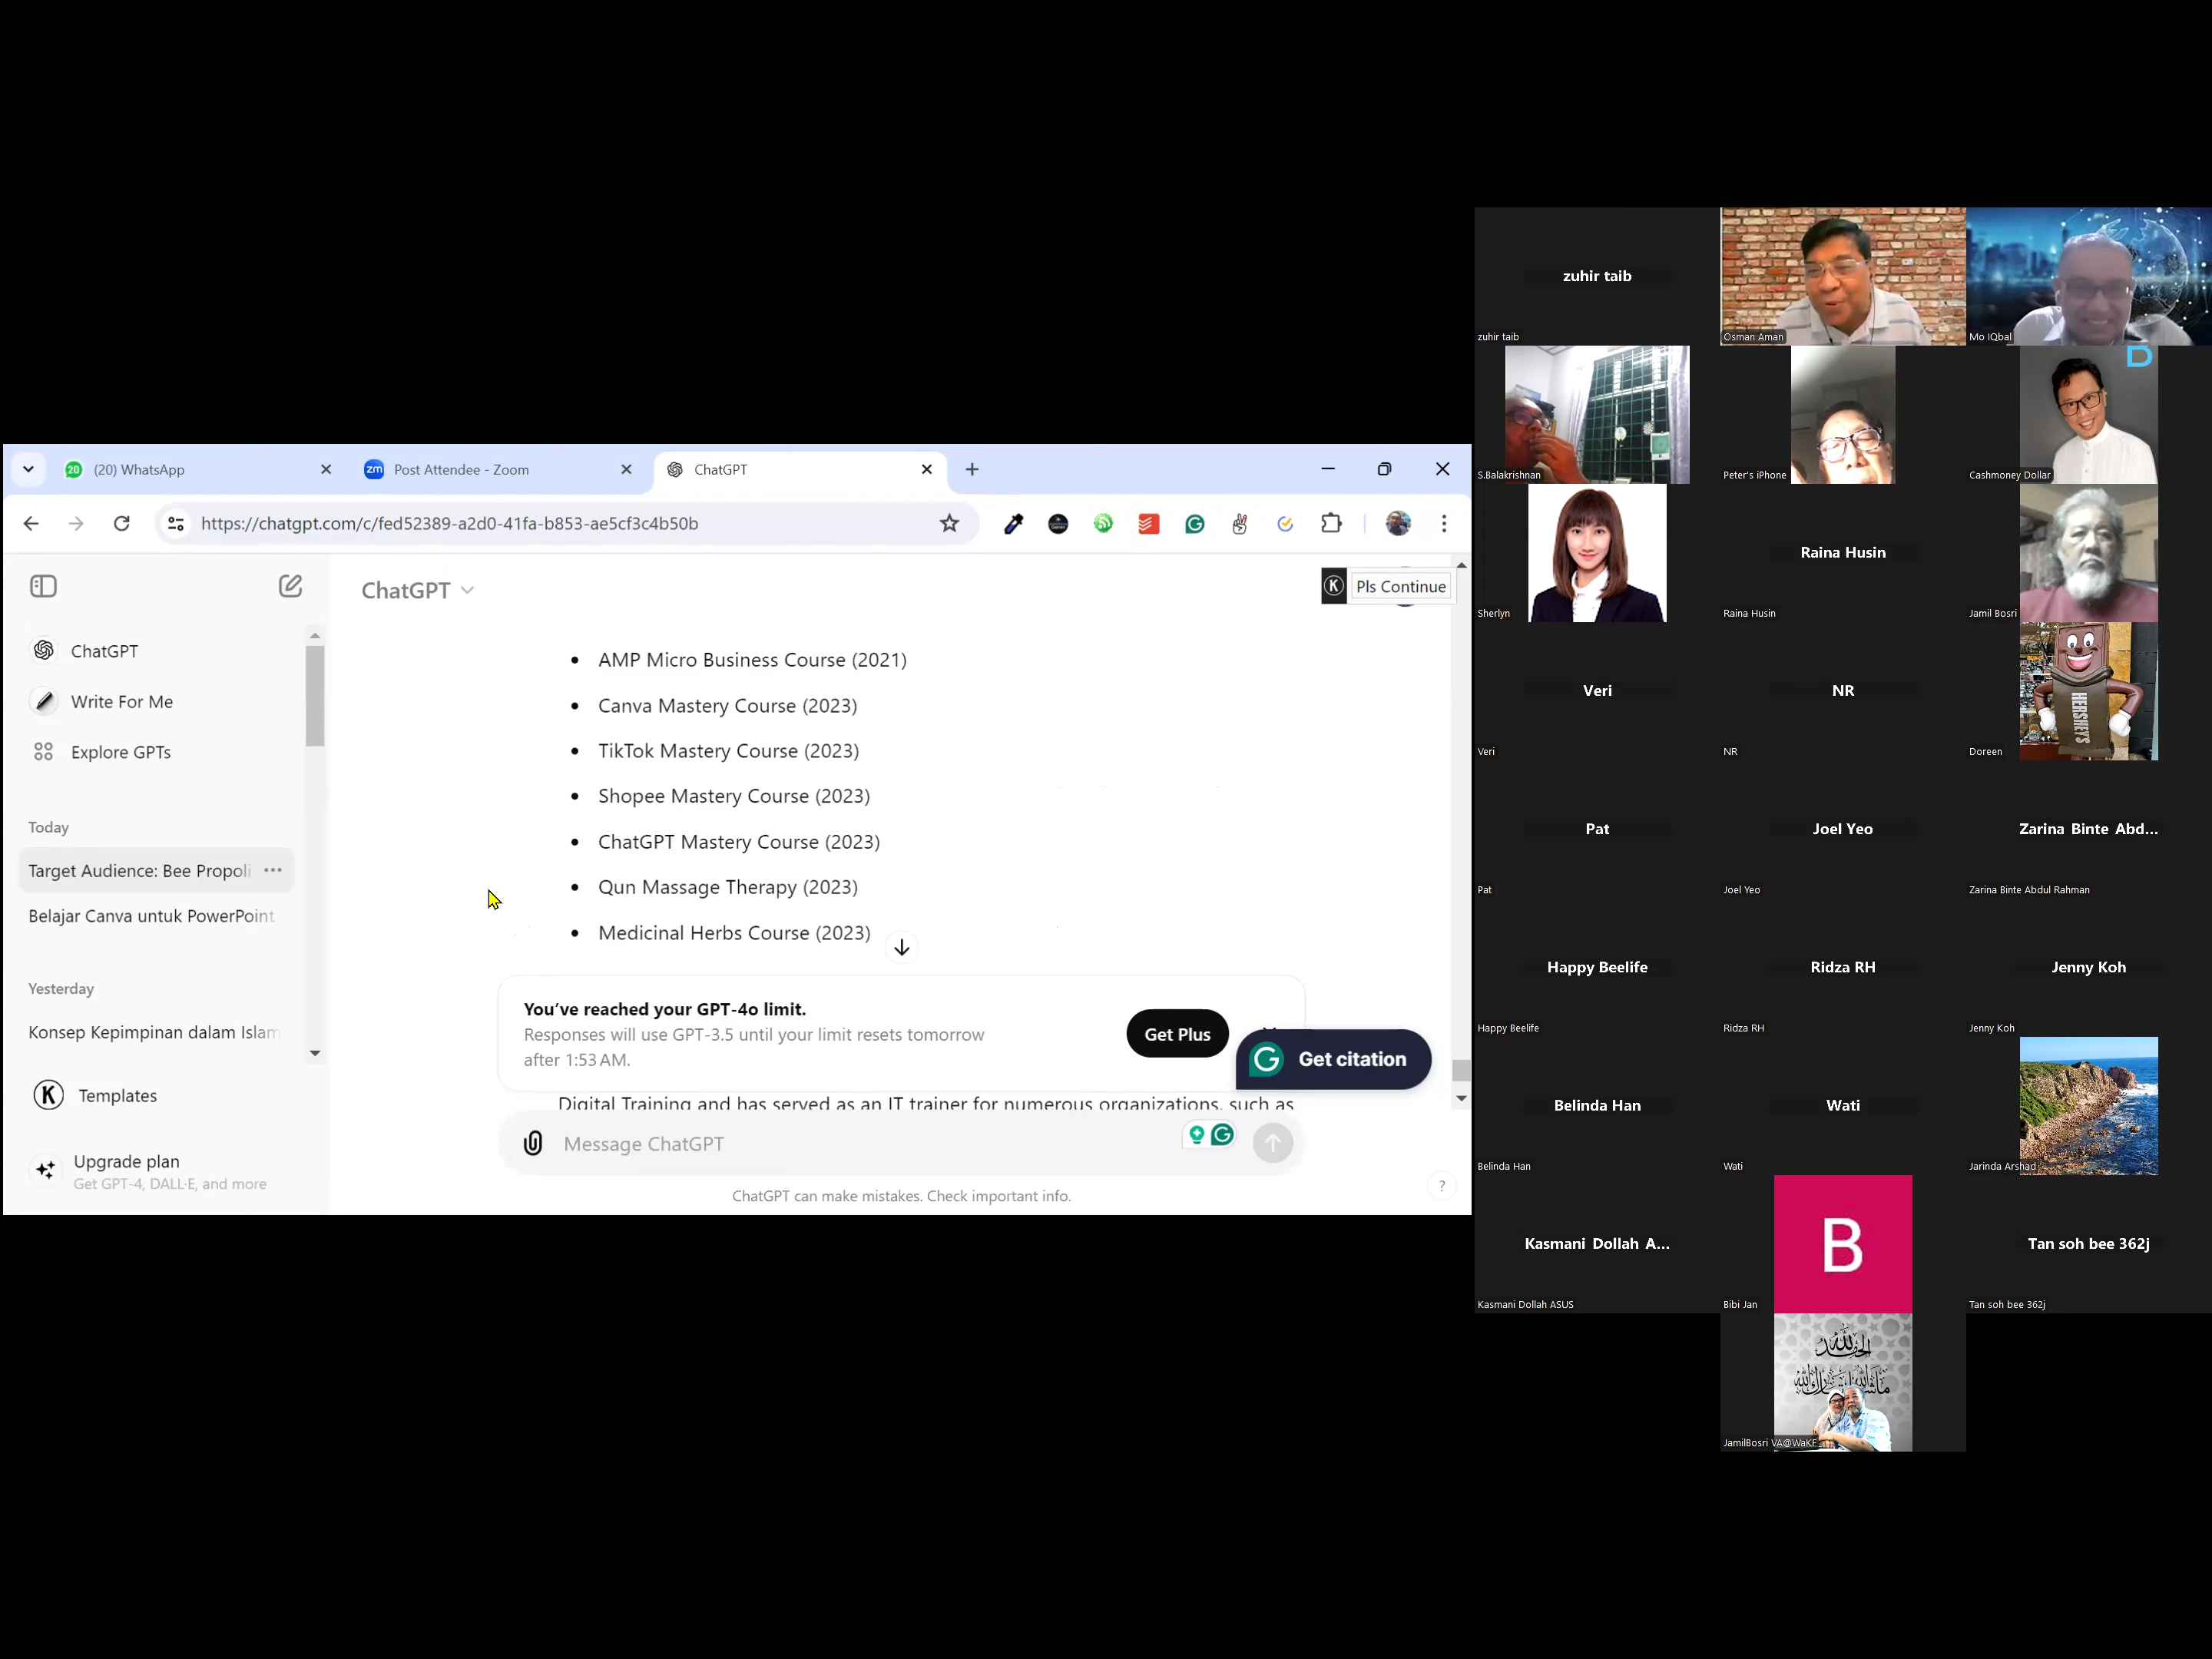 20
(20) WhatsApp
zm
Post Attendee - Zoom
ChatGPT
https://chatgpt.com/c/fed52389-a2d0-41fa-b853-ae5cf3c4b50b
ChatGPT
Write For Me
Explore GPTs
Today
Target Audience: Bee Propoli
Belajar Canva untuk PowerPoint
Yesterday
Konsep Kepimpinan dalam Islam
K
Templates
Upgrade plan
Get GPT-4, DALL·E, and more
ChatGPT
K
Pls Continue
• AMP Micro Business Course (2021)
• Canva Mastery Course (2023)
• TikTok Mastery Course (2023)
• Shopee Mastery Course (2023)
• ChatGPT Mastery Course (2023)
• Qun Massage Therapy (2023)
• Medicinal Herbs Course (2023)
You've reached your GPT-4o limit.
Responses will use GPT-3.5 until your limit resets tomorrow
after 1:53 AM.
Get Plus
G
Get citation
Digital Training and has served as an IT trainer for numerous organizations, such as
Message ChatGPT
G
ChatGPT can make mistakes. Check important info.
?
zuhir taib
zuhir taib
Osman Aman
Mo IQbal
S.Balakrishnan
Peter's iPhone
Cashmoney Dollar
Sherlyn
Raina Husin
Raina Husin
Jamil Bosri
Veri
Veri
NR
NR
HERSHEY'S
Doreen
Pat
Pat
Joel Yeo
Joel Yeo
Zarina Binte Abd...
Zarina Binte Abdul Rahman
Happy Beelife
Happy Beelife
Ridza RH
Ridza RH
Jenny Koh
Jenny Koh
Belinda Han
Belinda Han
Wati
Wati
Jarinda Arshad
Kasmani Dollah A...
Kasmani Dollah ASUS
B
Bibi Jan
Tan soh bee 362j
Tan soh bee 362j
الحمد لله
ما شاء الله تبارك الله
JamilBosri VA@WaKF